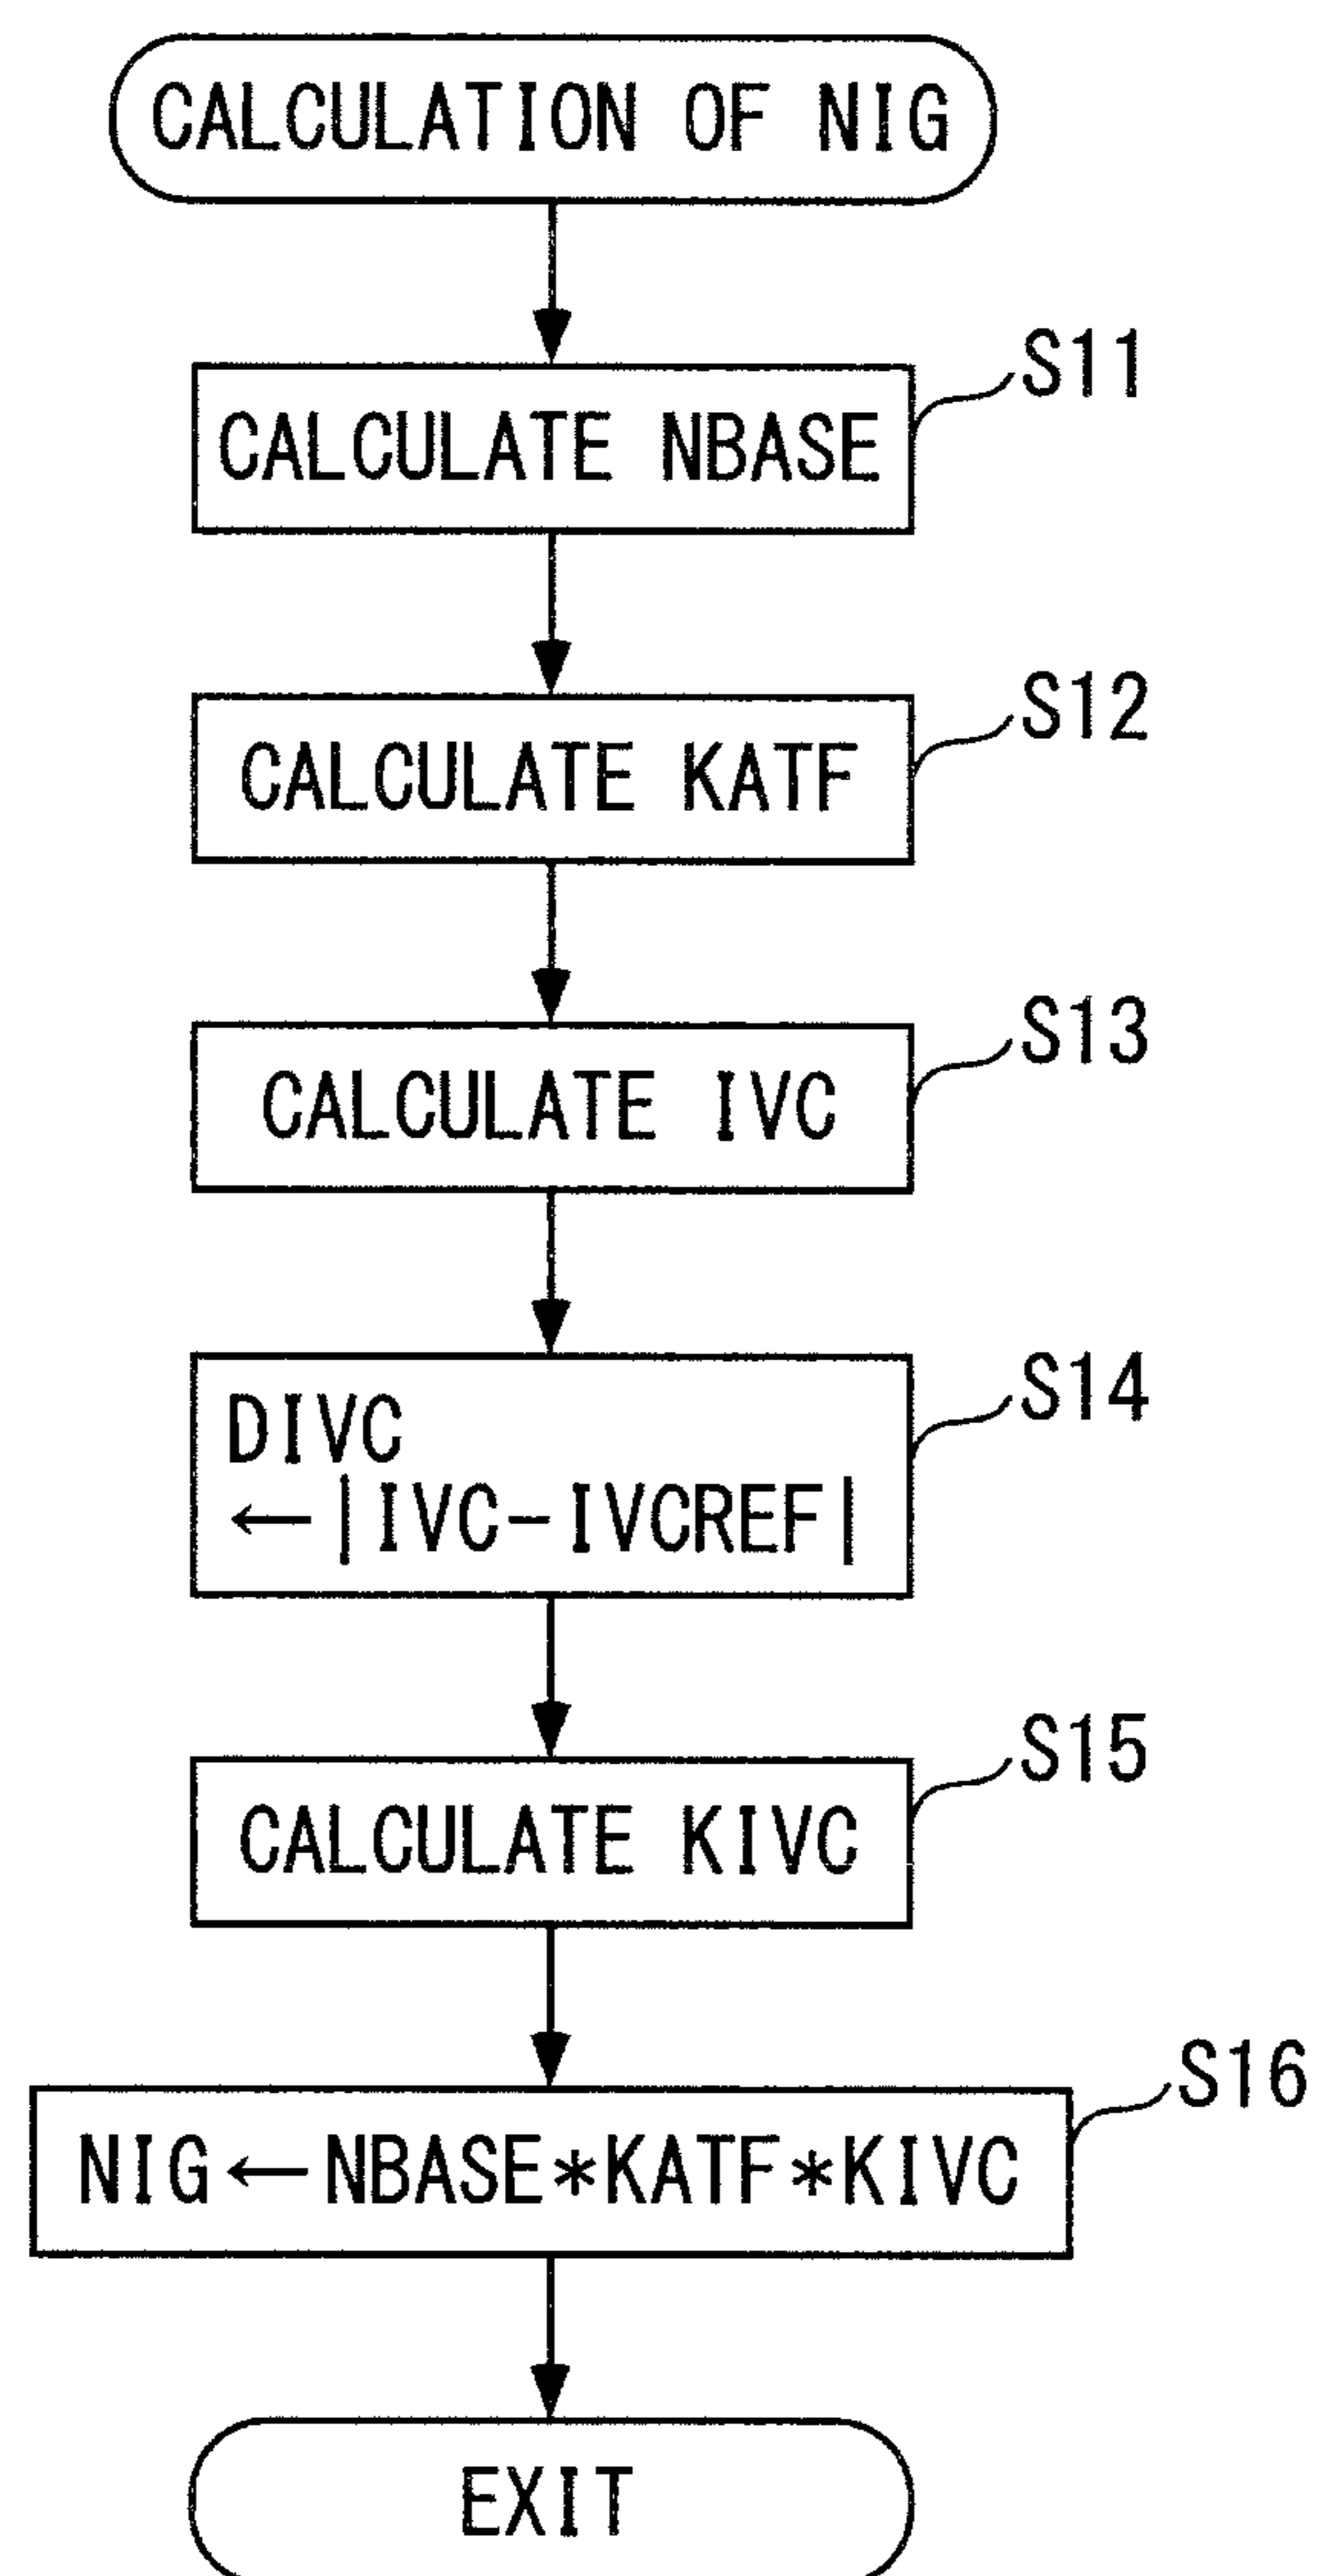 CALCULATION OF NIG
S11
CALCULATE NBASE
S12
CALCULATE KATF
S13
CALCULATE IVC
S14
DIVC
←|IVC-IVCREF|
S15
CALCULATE KIVC
S16
NIG←NBASE*KATF*KIVC
EXIT